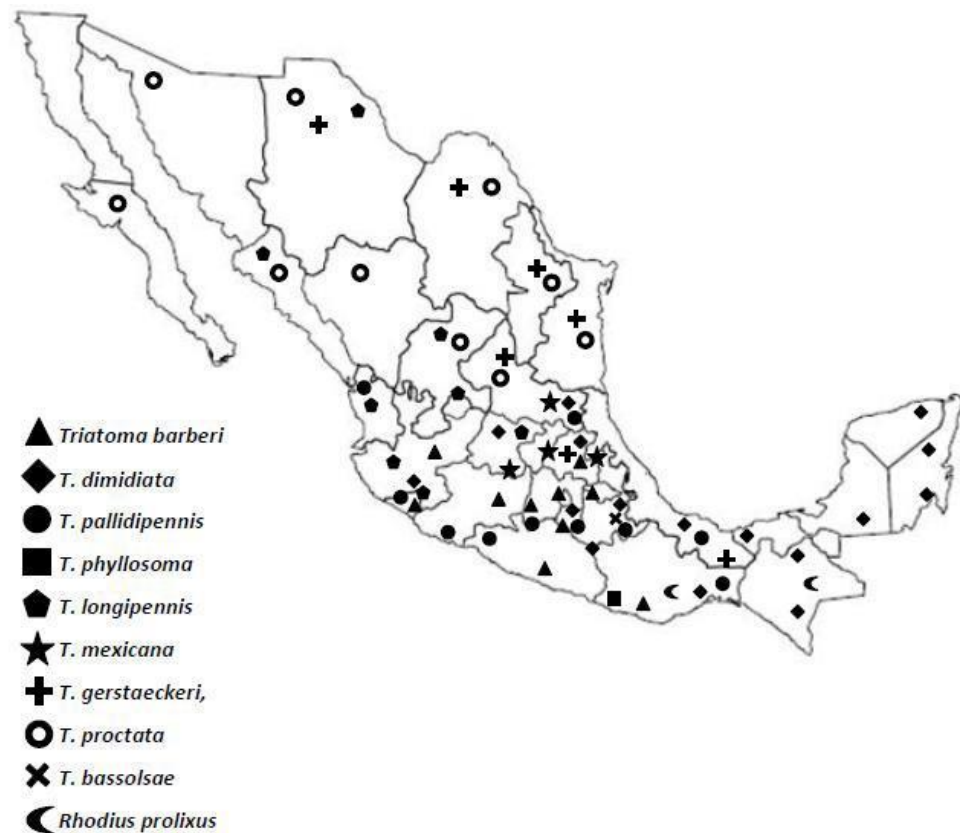 Triatoma barberi
T. dimidiata
T. pallidipennis
T. phyllosoma
T. longipennis
T. mexicana
T. gerstaeckeri,
T. proctata
T. bassolsae
Rhodius prolixus